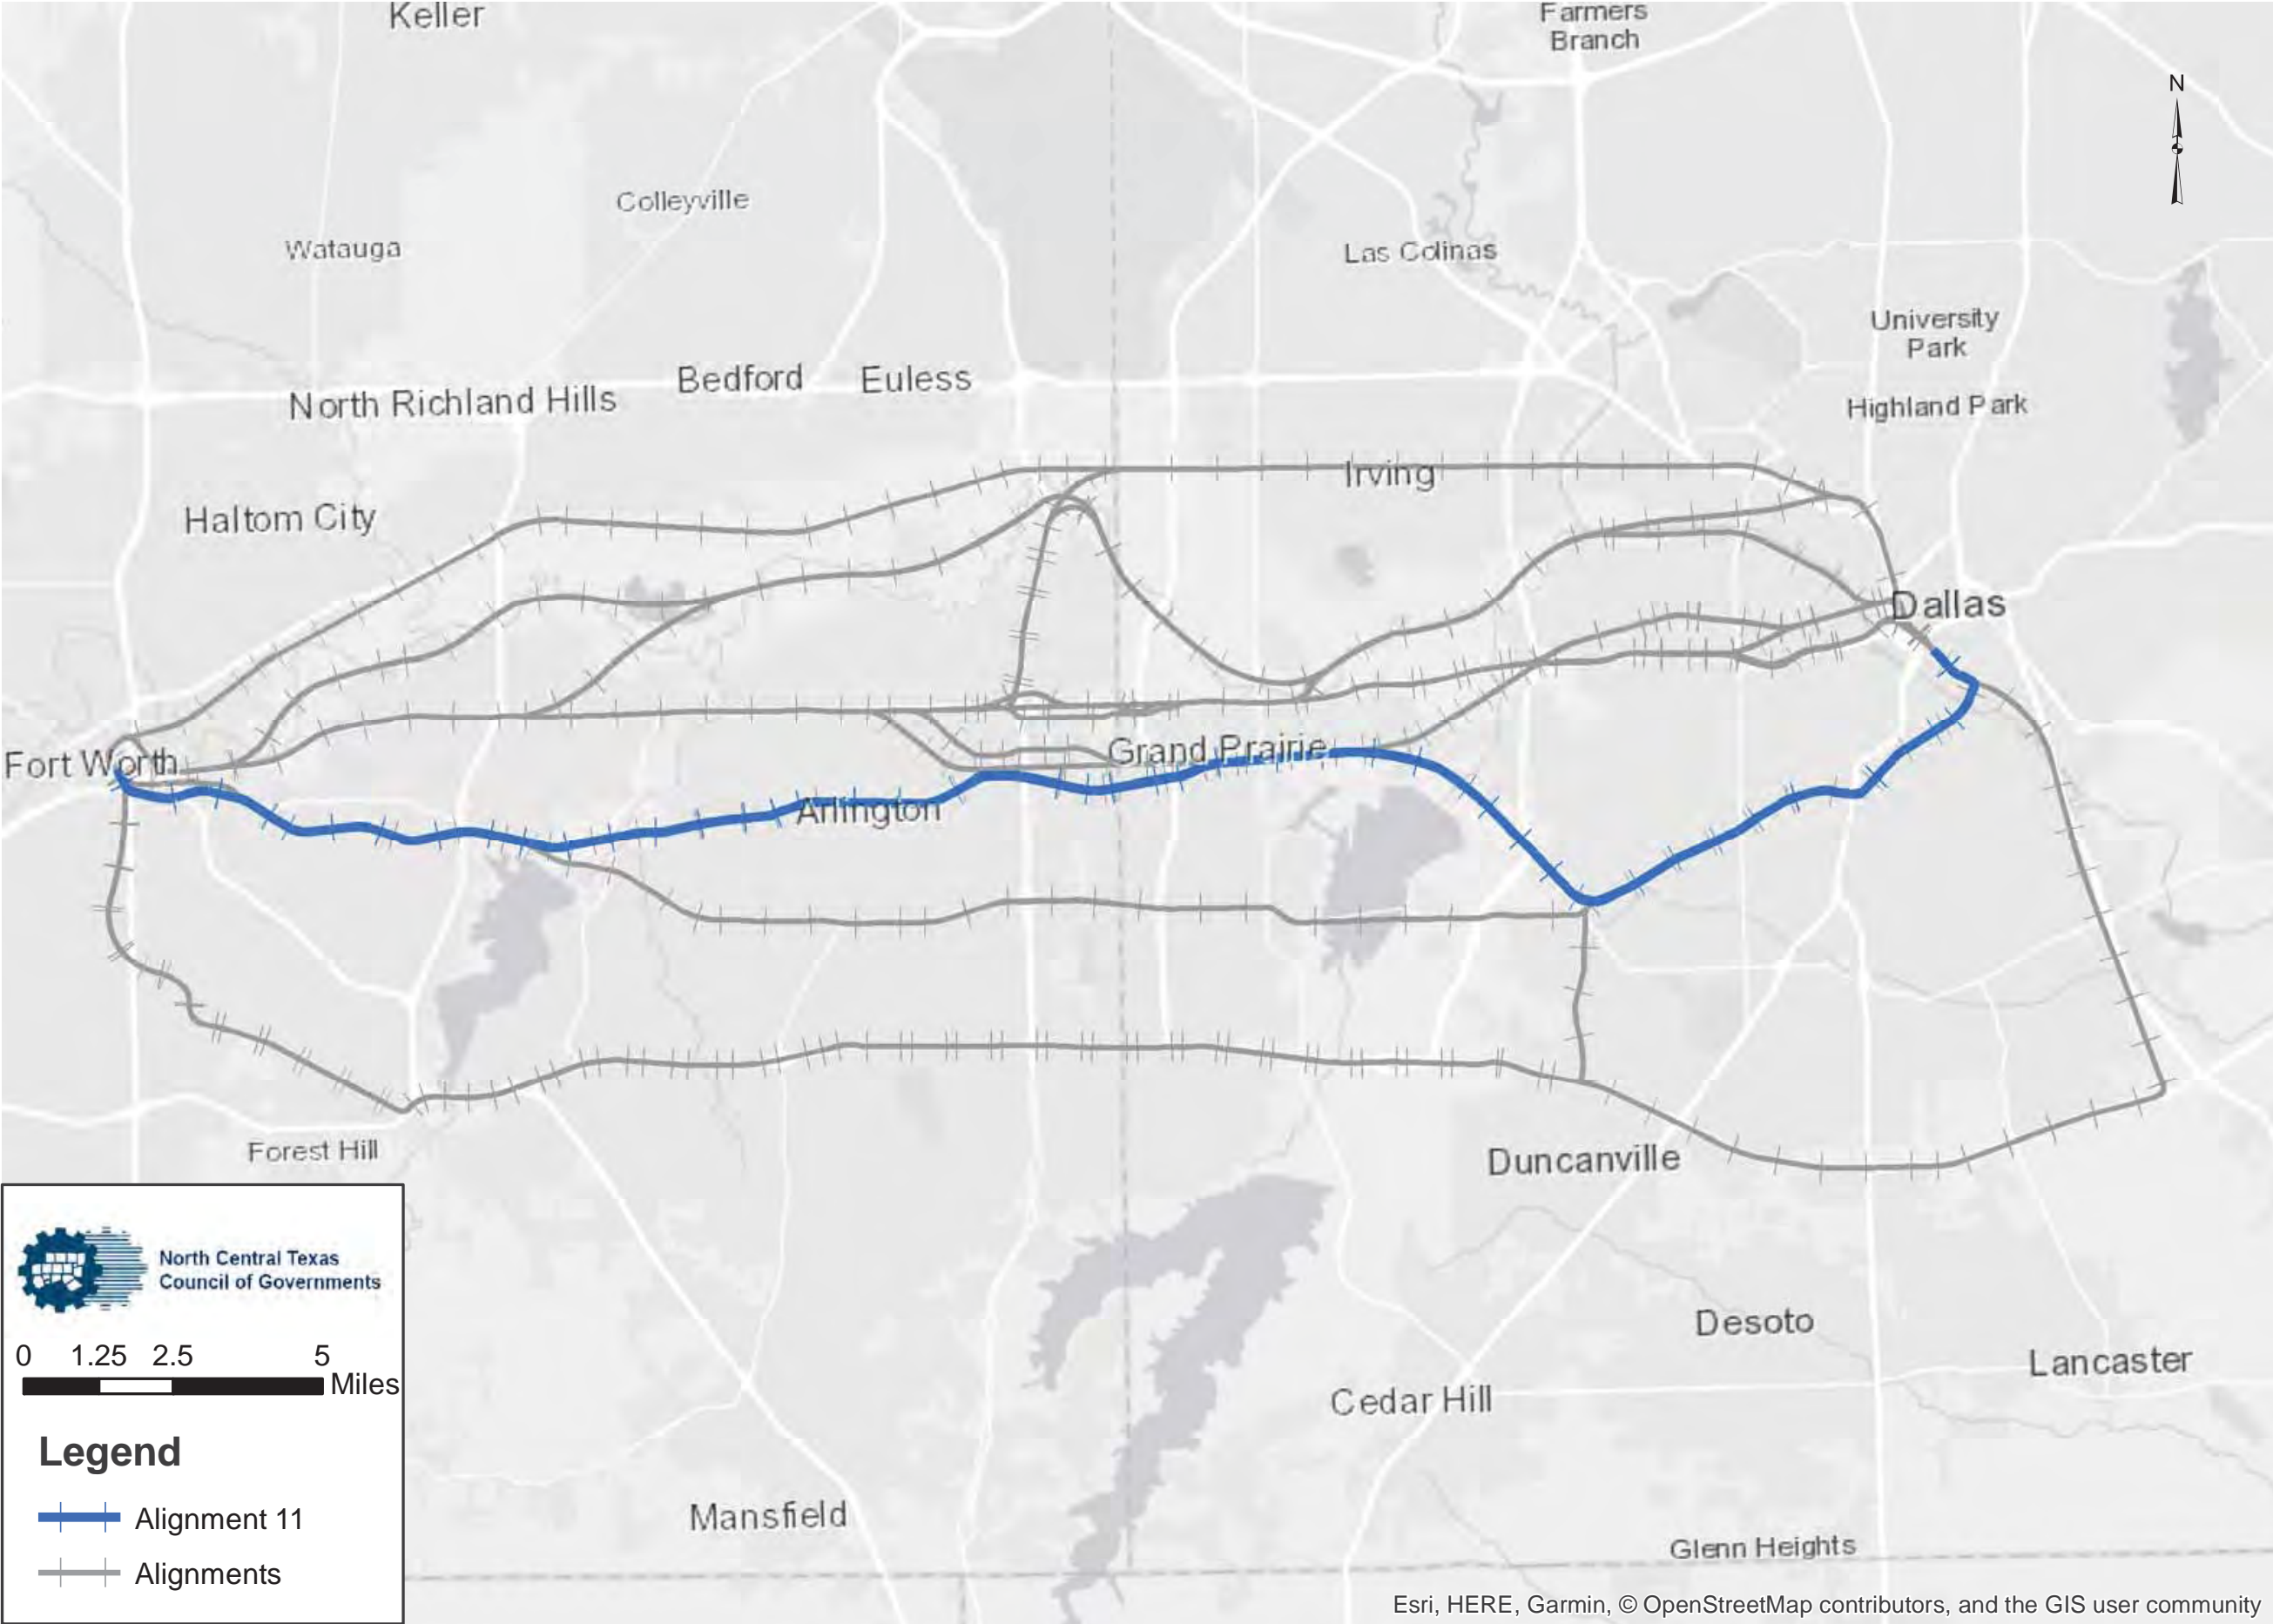 Keller
Farmers
Branch
N
Colleyville
Watauga
Las Colinas
University
Park
Bedford
Euless
North Richland Hills
Highland Park
Irving
Haltom City
Dallas
Fort Worth
Grand Prairie
Arlington
Forest Hill
Duncanville
North Central Texas
Council of Governments
Desoto
0 1.25 2.5 5
Miles
Lancaster
Cedar Hill
Legend
Mansfield
Alignment 11
Glenn Heights
Alignments
Esri, HERE, Garmin, © OpenStreetMap contributors, and the GIS user community